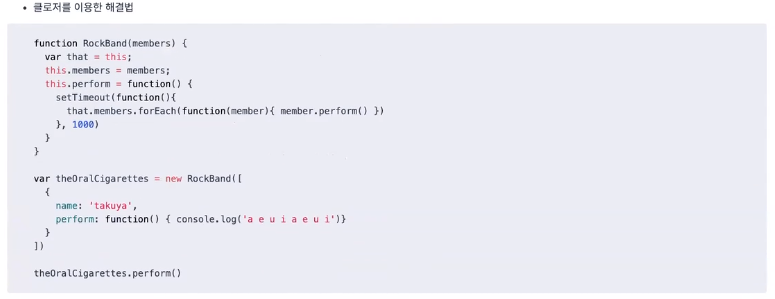 클로저를 이용한 해결법
function RockBand(members) {
  var that = this;
  this.members = members;
  this.perform = function() {
    setTimeout(function(){
      that.members.forEach(function(member){ member.perform() })
    }, 1000)
  }
}
var theOralCigarettes = new RockBand([
  {
    name: 'takuya',
    perform: function() { console.log('a e u i a e u i')}
  }
])
theOralCigarettes.perform()